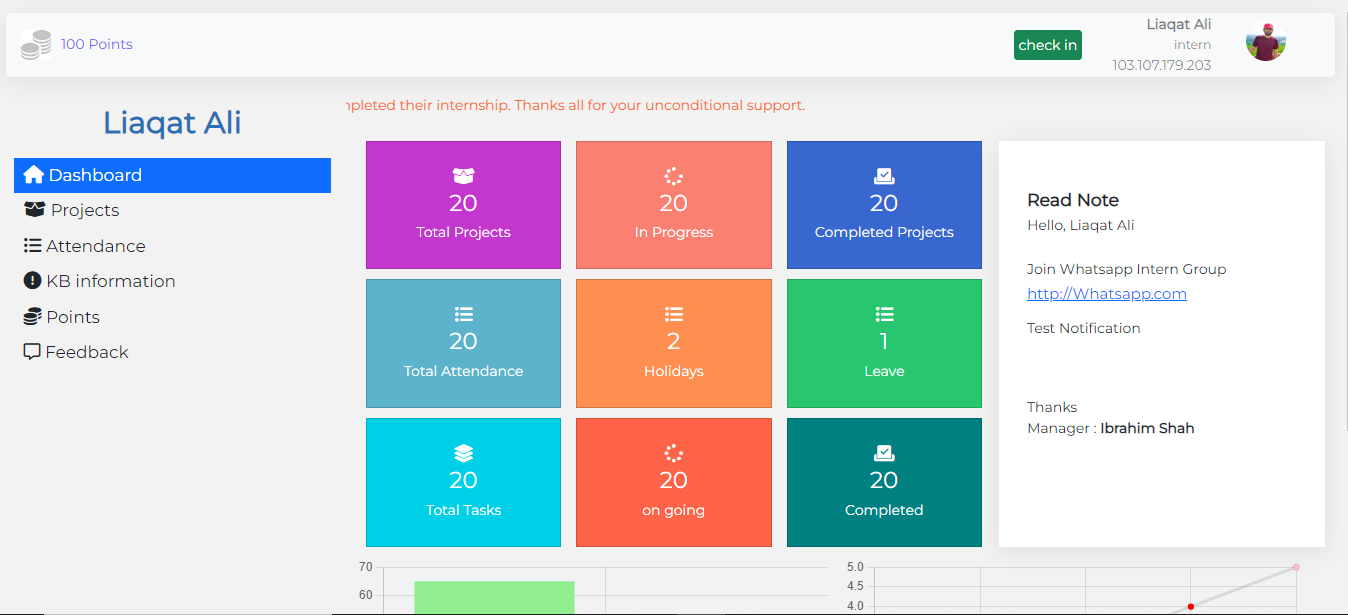 100 Points
check in
Liaqat Ali
intern
103.107.179.203
Liaqat Ali
Dashboard
Projects
Attendance
KB information
Points
Feedback
their internship. Thanks all for your unconditional support.
20
Total Projects
20
In Progress
20
Completed Projects
20
Total Attendance
2
Holidays
1
Leave
20
Total Tasks
20
on going
20
Completed
Read Note
Hello, Liaqat Ali
Join Whatsapp Intern Group
http://Whatsapp.com
Test Notification
Thanks
Manager : Ibrahim Shah
70
60
5.0
4.5
4.0